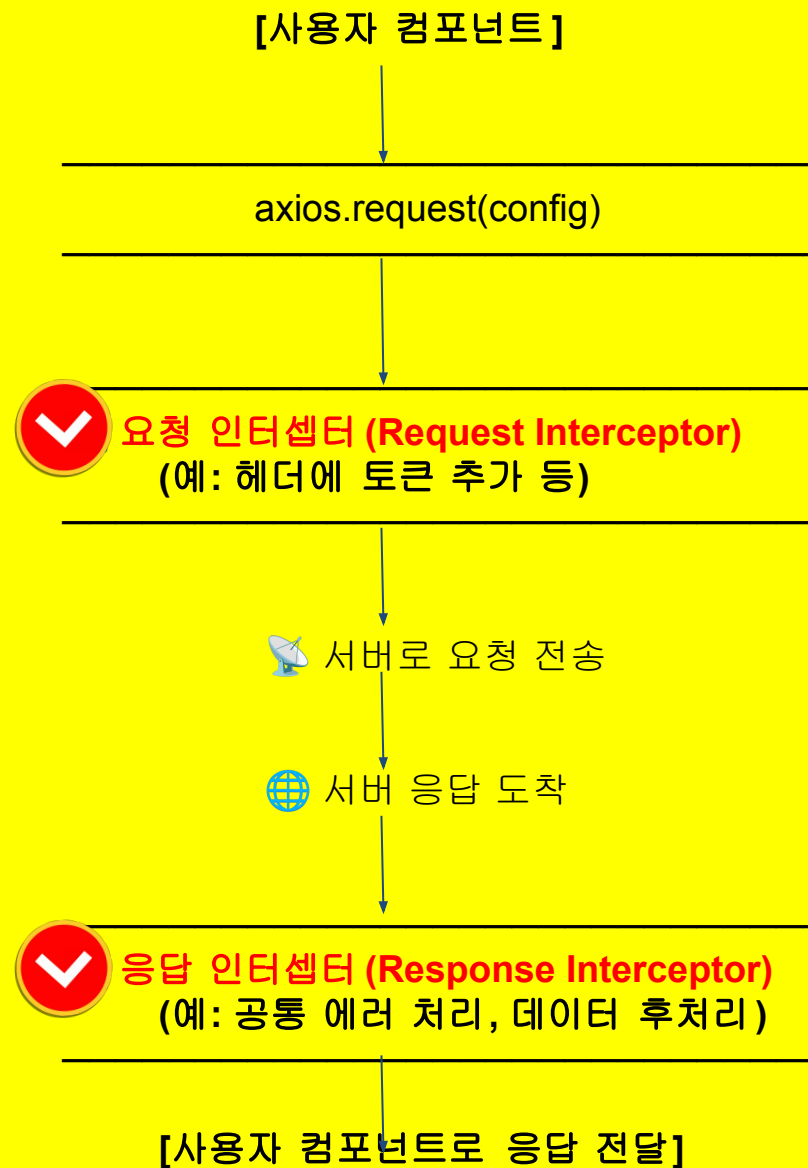 [사용자 컴포넌트]
axios.request(config)
요청 인터셉터 (Request Interceptor)
(예: 헤더에 토큰 추가 등)
📡 서버로 요청 전송
🌐 서버 응답 도착
응답 인터셉터 (Response Interceptor)
(예: 공통 에러 처리, 데이터 후처리)
[사용자 컴포넌트로 응답 전달]